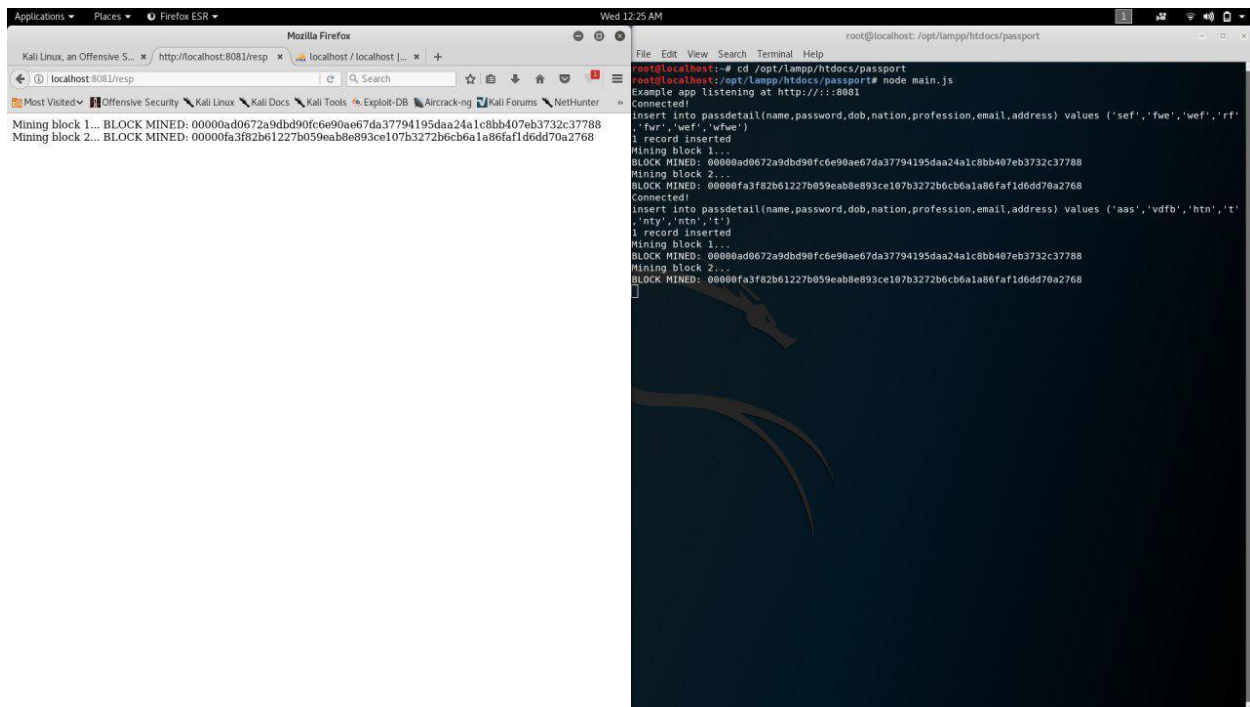 Applications Places Firefox ESR Wed 12:25 AM 1
Mozilla Firefox
Kali Linux, an Offensive S... × http://localhost:8081/resp × localhost / localhost |... × +
localhost:8081/resp Search 1
Most Visited Offensive Security Kali Linux Kali Docs Kali Tools Exploit-DB Aircrack-ng Kali Forums NetHunter »
Mining block 1... BLOCK MINED: 00000ad0672a9dbd90fc6e90ae67da37794195daa24a1c8bb407eb3732c37788
Mining block 2... BLOCK MINED: 00000fa3f82b61227b059eab8e893ce107b3272b6cb6a1a86faf1d6dd70a2768
root@localhost: /opt/lampp/htdocs/passport
File Edit View Search Terminal Help
root@localhost:~# cd /opt/lampp/htdocs/passport
root@localhost:/opt/lampp/htdocs/passport# node main.js
Example app listening at http://:::8081
Connected!
insert into passdetail(name,password,dob,nation,profession,email,address) values ('sef','fwe','wef','rf'
,'fwr','wef','wfwe')
1 record inserted
Mining block 1...
BLOCK MINED: 00000ad0672a9dbd90fc6e90ae67da37794195daa24a1c8bb407eb3732c37788
Mining block 2...
BLOCK MINED: 00000fa3f82b61227b059eab8e893ce107b3272b6cb6a1a86faf1d6dd70a2768
Connected!
insert into passdetail(name,password,dob,nation,profession,email,address) values ('aas','vdfb','htn','t'
,'nty','ntn','t')
1 record inserted
Mining block 1...
BLOCK MINED: 00000ad0672a9dbd90fc6e90ae67da37794195daa24a1c8bb407eb3732c37788
Mining block 2...
BLOCK MINED: 00000fa3f82b61227b059eab8e893ce107b3272b6cb6a1a86faf1d6dd70a2768